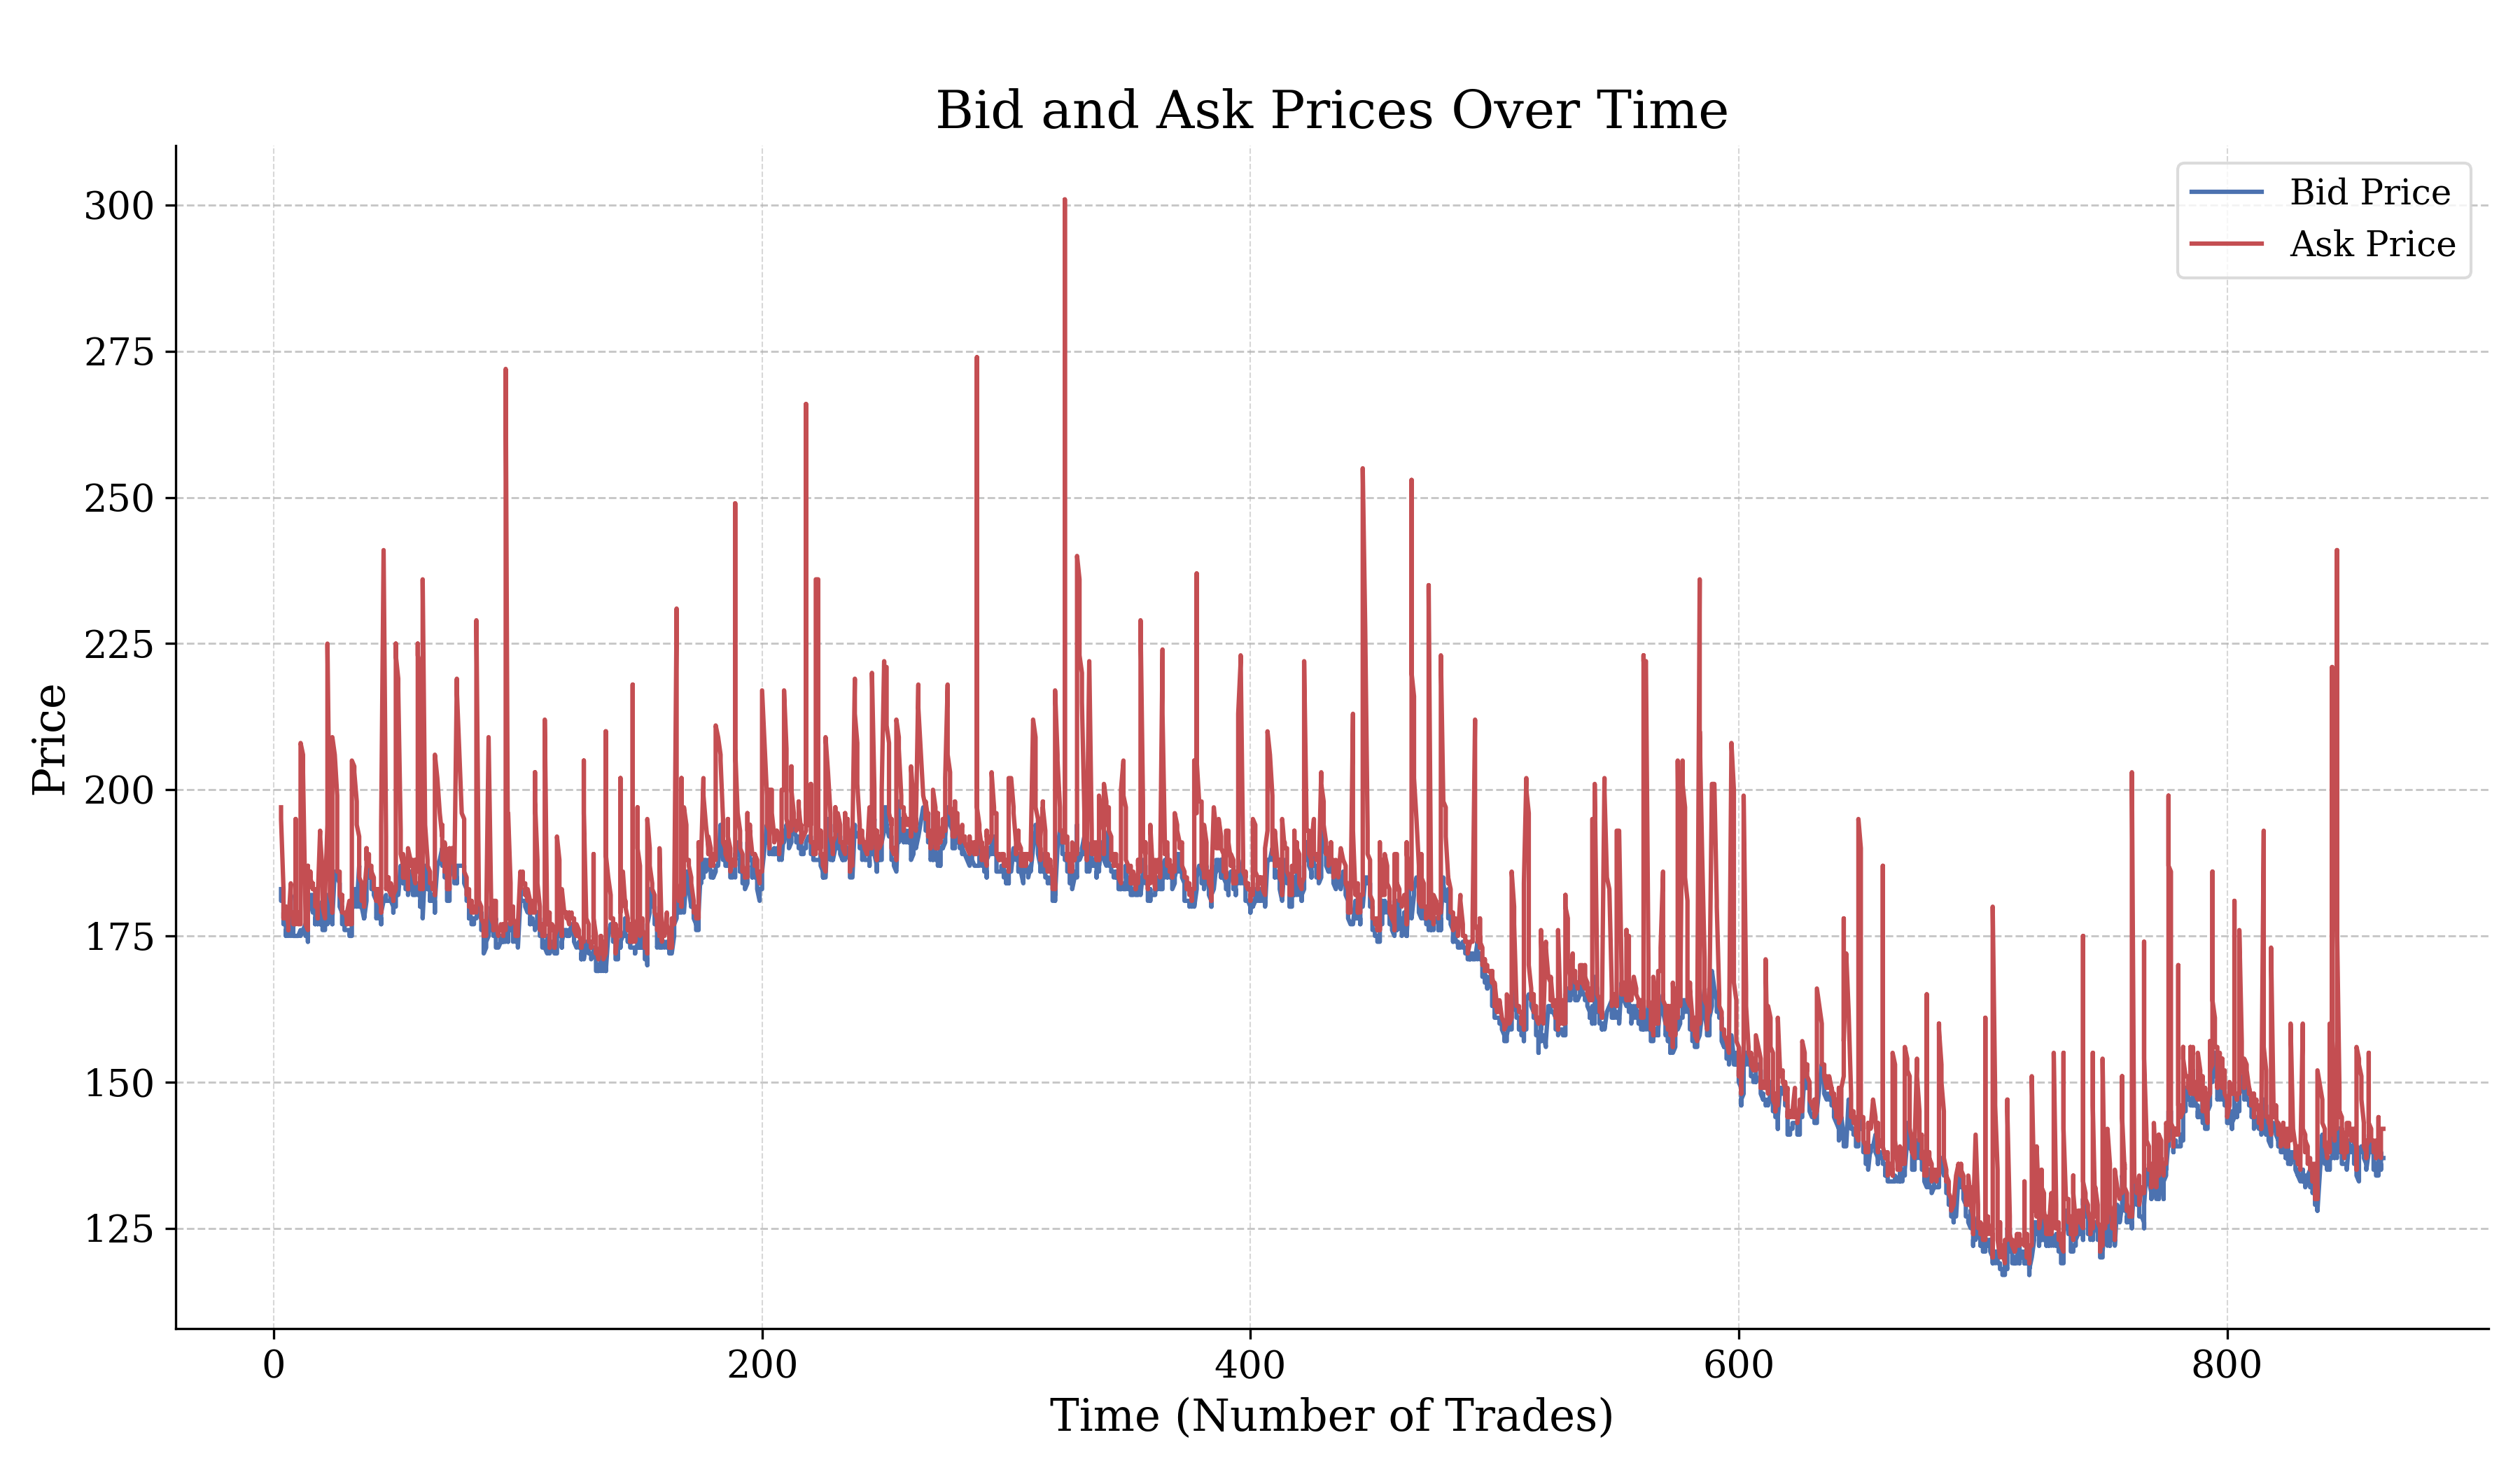 Bid and Ask Prices Over Time
Bid Price
Ask Price
Price
300
275
250
225
200
175
150
125
0 200 400 600 800
Time (Number of Trades)